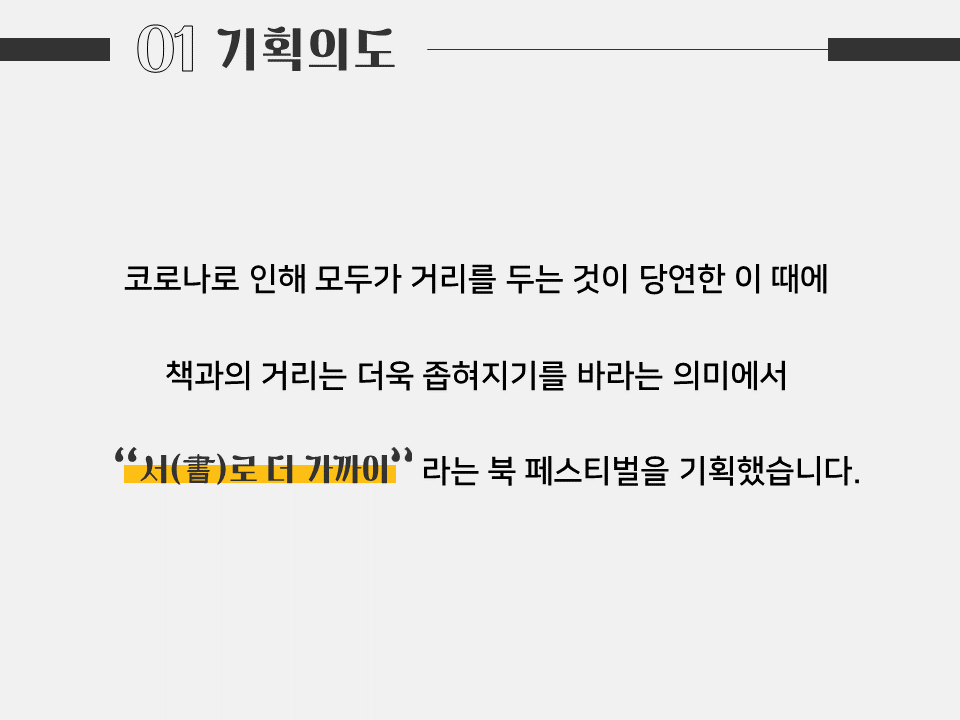 01 기획의도
코로나로 인해 모두가 거리를 두는 것이 당연한 이 때에
책과의 거리는 더욱 좁혀지기를 바라는 의미에서
“서(書)로 더 가까이” 라는 북 페스티벌을 기획했습니다.